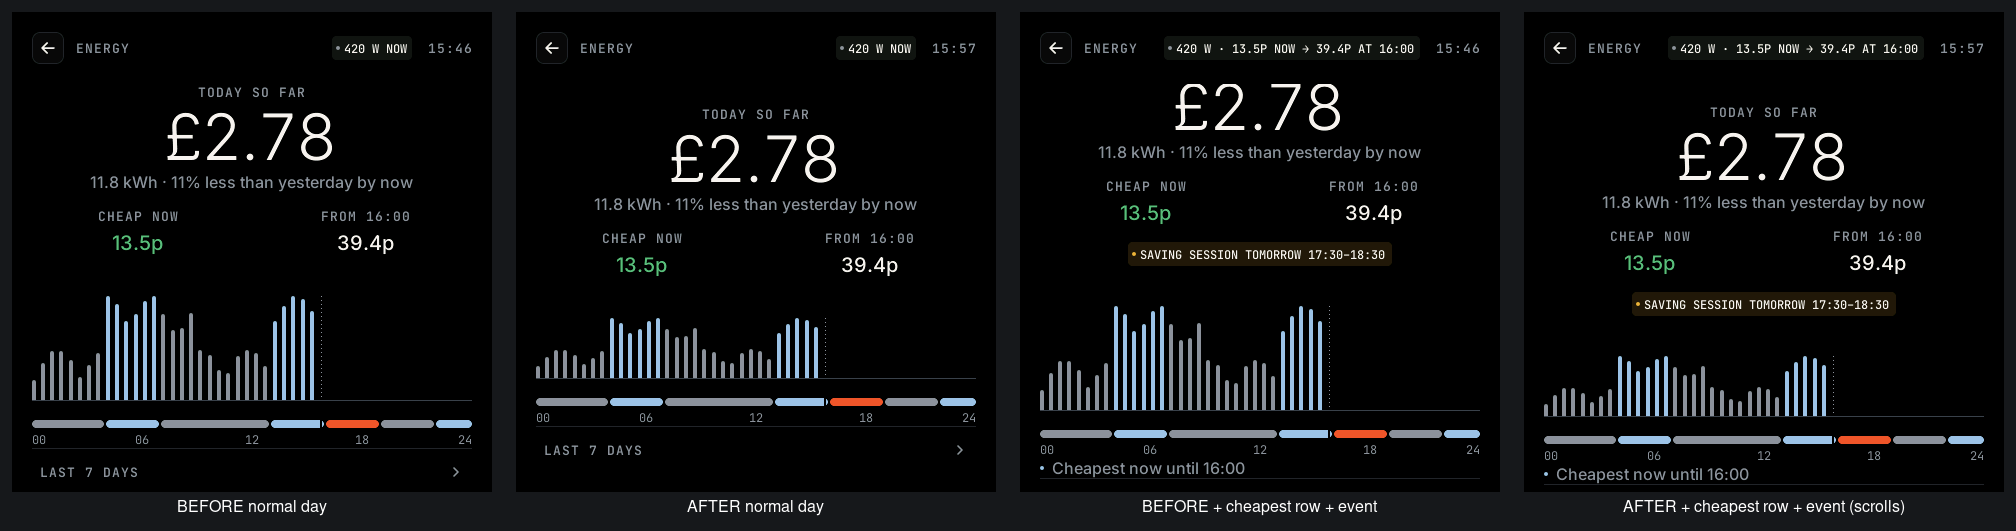 ENERGY
420 W NOW
15:46
TODAY SO FAR
£2.78
11.8 kWh · 11% less than yesterday by now
CHEAP NOW
FROM 16:00
13.5p
39.4p
00 06 12 18 24
LAST 7 DAYS
BEFORE normal day
ENERGY
420 W NOW
15:57
TODAY SO FAR
£2.78
11.8 kWh · 11% less than yesterday by now
CHEAP NOW
FROM 16:00
13.5p
39.4p
00 06 12 18 24
LAST 7 DAYS
AFTER normal day
ENERGY
420 W · 13.5P NOW → 39.4P AT 16:00
15:46
£2.78
11.8 kWh · 11% less than yesterday by now
CHEAP NOW
FROM 16:00
13.5p
39.4p
SAVING SESSION TOMORROW 17:30–18:30
00 06 12 18 24
Cheapest now until 16:00
BEFORE + cheapest row + event
ENERGY
420 W · 13.5P NOW → 39.4P AT 16:00
15:57
TODAY SO FAR
£2.78
11.8 kWh · 11% less than yesterday by now
CHEAP NOW
FROM 16:00
13.5p
39.4p
SAVING SESSION TOMORROW 17:30–18:30
00 06 12 18 24
Cheapest now until 16:00
AFTER + cheapest row + event (scrolls)